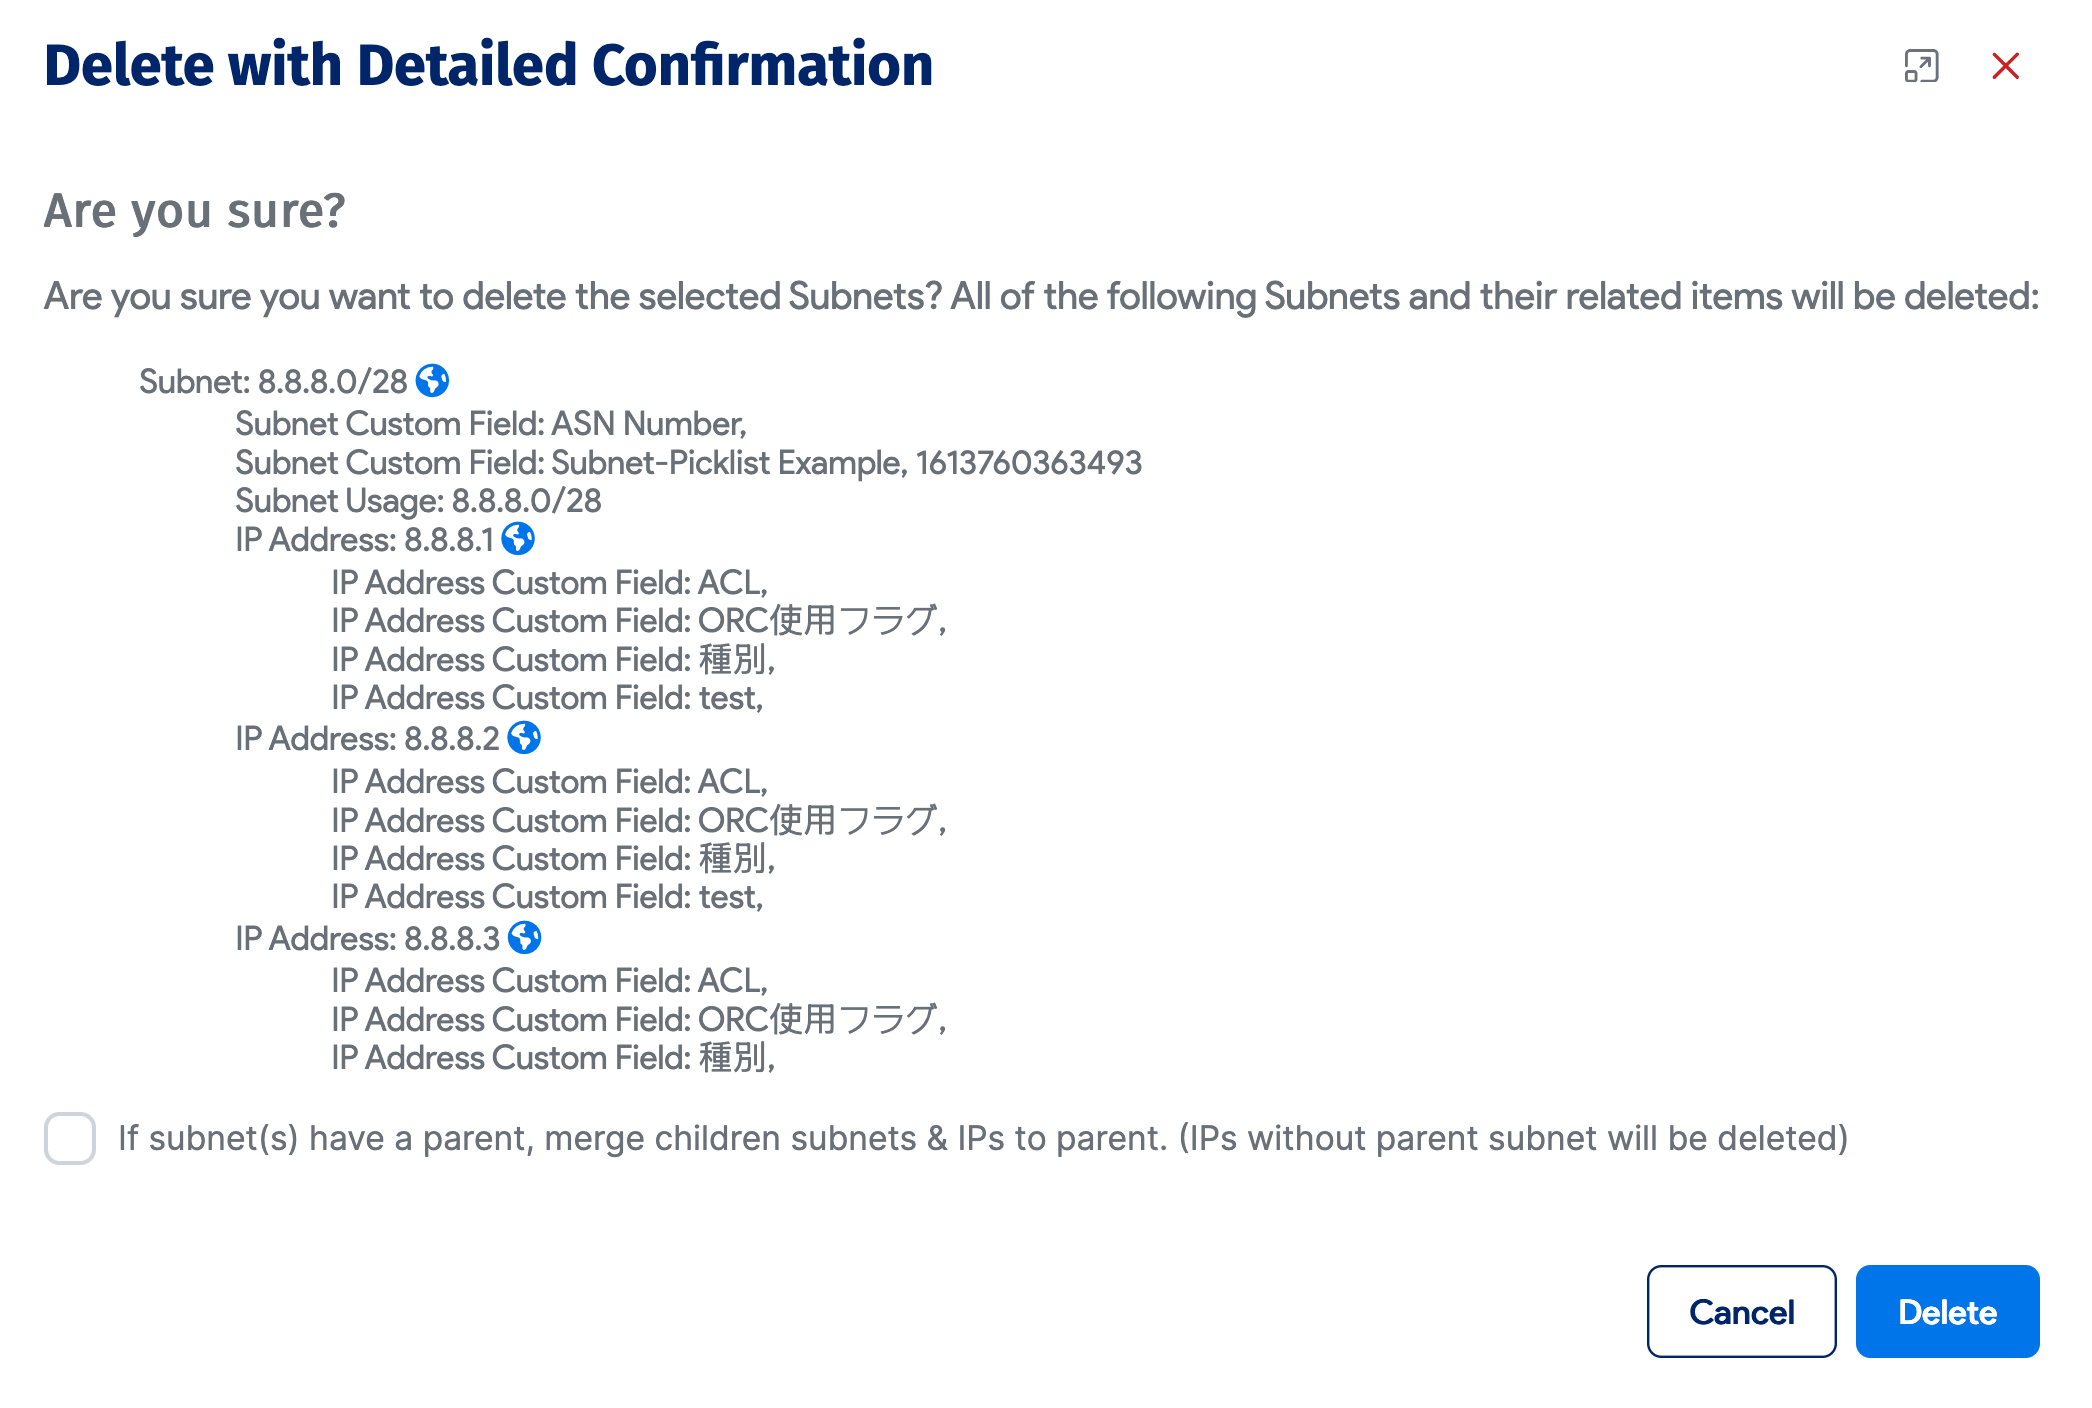 Delete with Detailed Confirmation
Are you sure?
Are you sure you want to delete the selected Subnets? All of the following Subnets and their related items will be deleted:
Subnet: 8.8.8.0/28
Subnet Custom Field: ASN Number,
Subnet Custom Field: Subnet-Picklist Example, 1613760363493
Subnet Usage: 8.8.8.0/28
IP Address: 8.8.8.1
IP Address Custom Field: ACL,
IP Address Custom Field: ORC使用フラグ,
IP Address Custom Field: 種別,
IP Address Custom Field: test,
IP Address: 8.8.8.2
IP Address Custom Field: ACL,
IP Address Custom Field: ORC使用フラグ,
IP Address Custom Field: 種別,
IP Address Custom Field: test,
IP Address: 8.8.8.3
IP Address Custom Field: ACL,
IP Address Custom Field: ORC使用フラグ,
IP Address Custom Field: 種別,
If subnet(s) have a parent, merge children subnets & IPs to parent. (IPs without parent subnet will be deleted)
Cancel
Delete